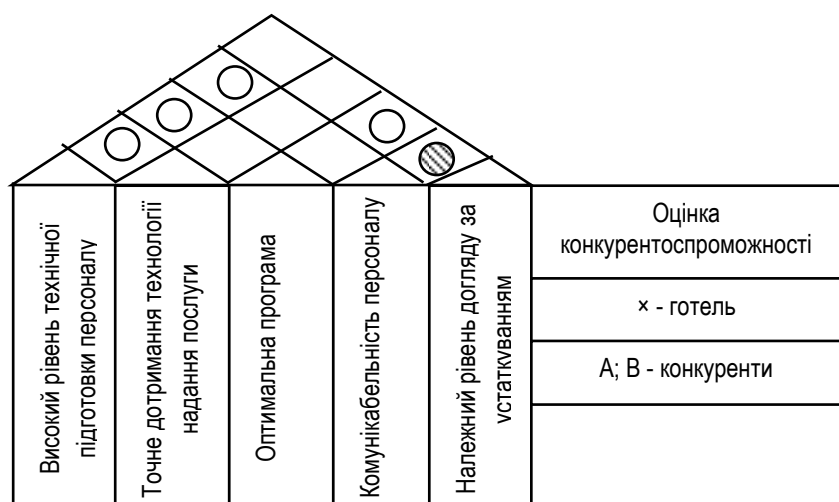 Високий рівень технічної
підготовки персоналу
Точне дотримання технології
надання послуги
Оптимальна програма
Комунікабельність персоналу
Належний рівень догляду за
устаткуванням
Оцінка
конкурентоспроможності
× - готель
А; В - конкуренти